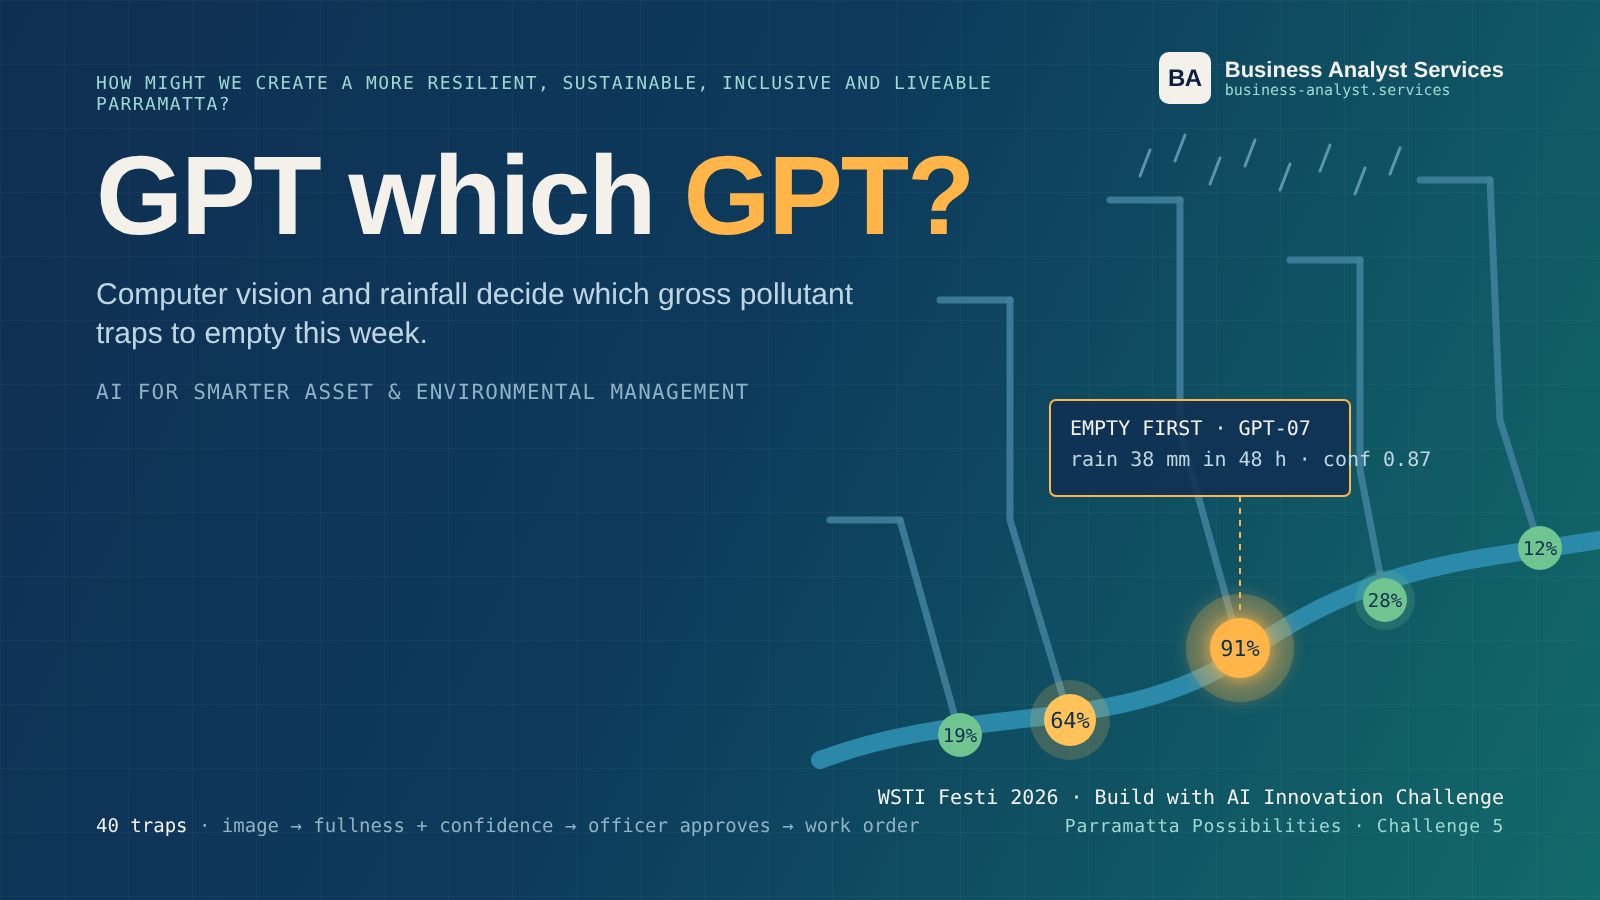 HOW MIGHT WE CREATE A MORE RESILIENT, SUSTAINABLE, INCLUSIVE AND LIVEABLE
PARRAMATTA?
BA
Business Analyst Services
business-analyst.services
GPT which GPT?
Computer vision and rainfall decide which gross pollutant
traps to empty this week.
AI FOR SMARTER ASSET & ENVIRONMENTAL MANAGEMENT
EMPTY FIRST · GPT-07
rain 38 mm in 48 h · conf 0.87
12%
28%
91%
64%
19%
WSTI Festi 2026 · Build with AI Innovation Challenge
40 traps · image → fullness + confidence → officer approves → work order
Parramatta Possibilities · Challenge 5